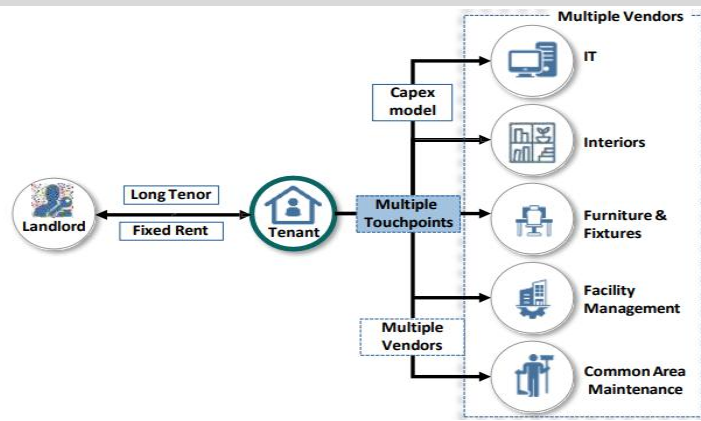 Multiple Vendors
IT
Capex
model
Interiors
Long Tenor
Landlord
Fixed Rent
Tenant
Multiple
Touchpoints
Furniture &
Fixtures
Facility
Management
Multiple
Vendors
Common Area
Maintenance